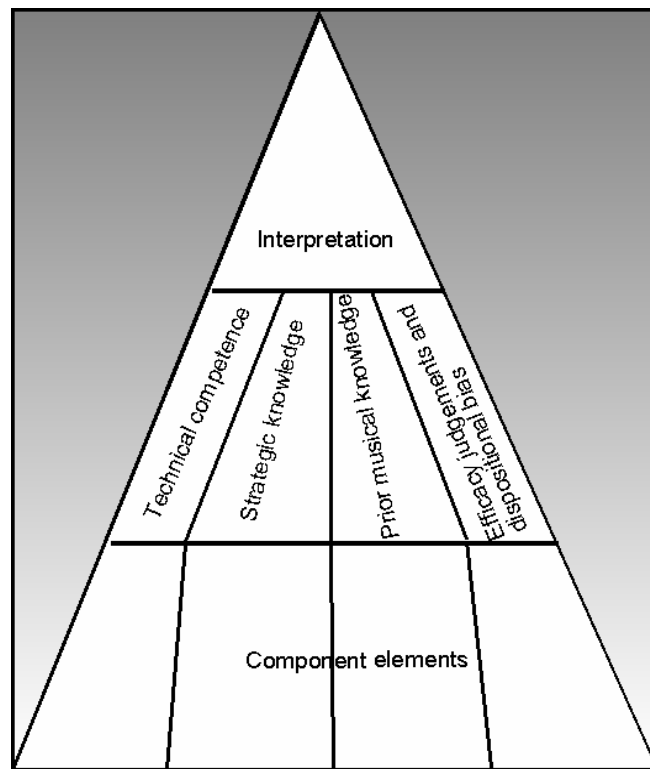 Interpretation
Technical competence
Strategic knowledge
Prior musical knowledge
Efficacy judgements and
dispositional bias
Component elements